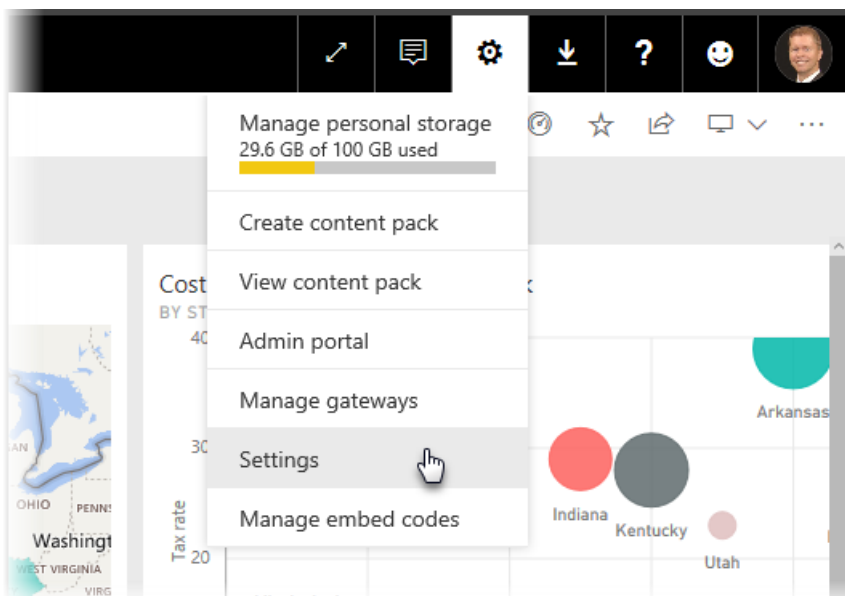 ?
Manage personal storage
29.6 GB of 100 GB used
Create content pack
View content pack
Cost
BY ST
Admin portal
40
Manage gateways
Arkansas
Settings
30
AN
OHIO
PENNS
Indiana
Kentucky
Utah
Manage embed codes
Washingt
Tax rate
20
WEST VIRGINIA
VIRG